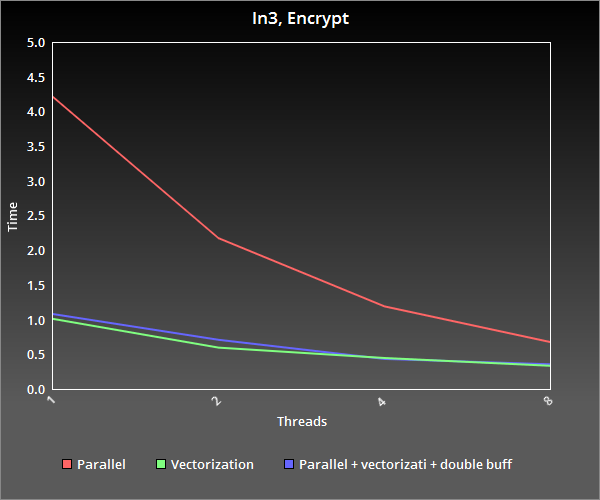 In3, Encrypt
5.0
4.5
4.0
3.5
3.0
2.5
2.0
1.5
1.0
0.5
0.0
Time
1 2 4 8
Threads
Parallel Vectorization Parallel + vectorizati + double buff